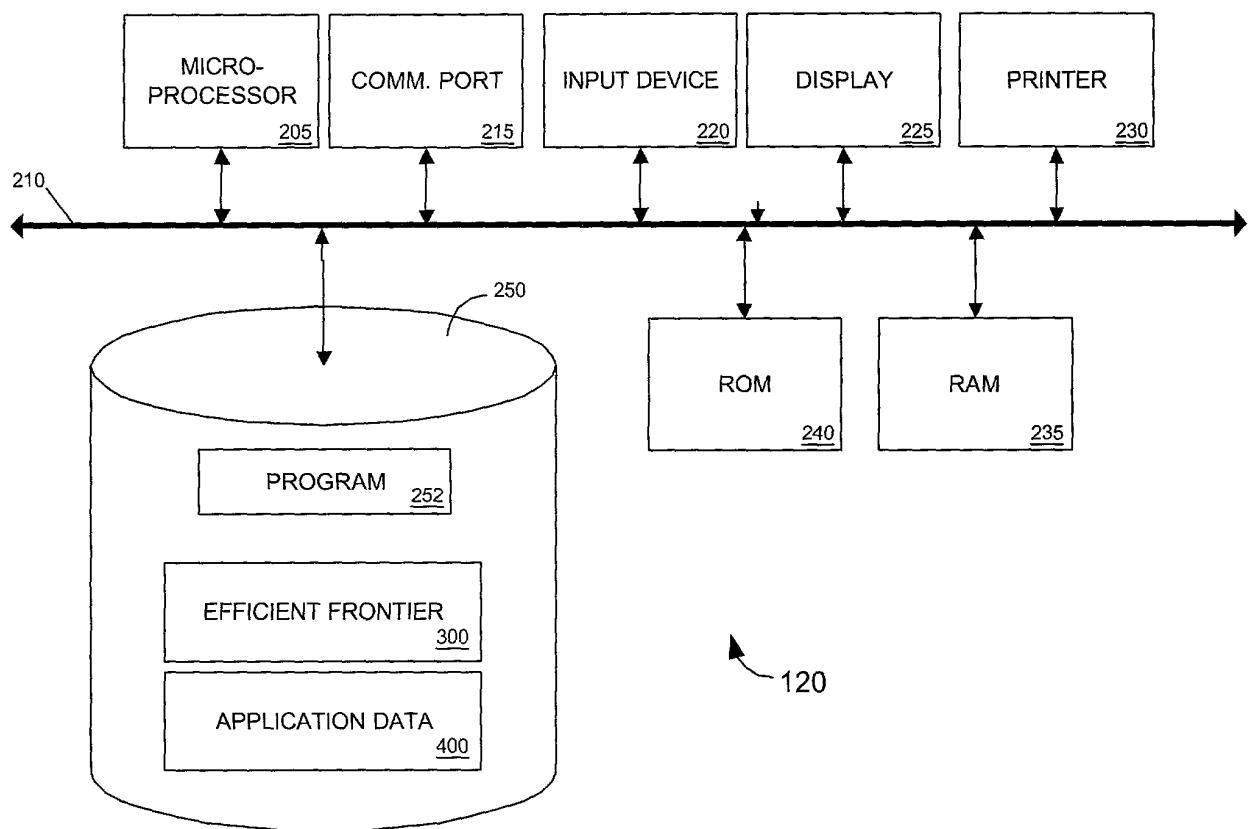 MICRO-
PROCESSOR
205
COMM. PORT
215
INPUT DEVICE
220
DISPLAY
225
PRINTER
230
210
250
ROM
240
RAM
235
PROGRAM
252
EFFICIENT FRONTIER
300
APPLICATION DATA
400
120